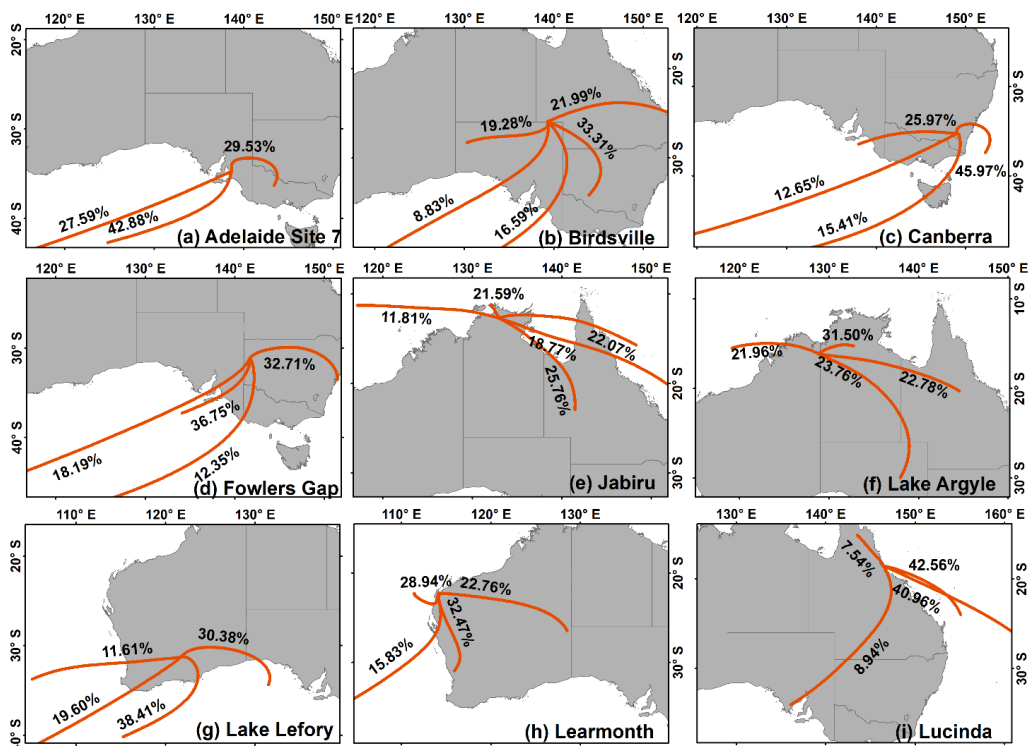 120° E 130° E 140° E 150° E
20° S
30° S
40° S
29.53%
27.59%
42.88%
(a) Adelaide Site 7
130° E 140° E 150° E
20° S
30° S
21.99%
19.28%
33.31%
8.83%
16.59%
(b) Birdsville
130° E 140° E 150° E
30° S
40° S
25.97%
12.65%
45.97%
15.41%
(c) Canberra
120° E 130° E 140° E 150° E
30° S
40° S
32.71%
36.75%
18.19%
12.35%
(d) Fowlers Gap
120° E 130° E 140° E
20° S
30° S
21.59%
11.81%
18.77%
22.07%
25.76%
(e) Jabiru
120° E 130° E 140° E 150° E
10° S
20° S
30° S
31.50%
21.96%
23.76%
22.78%
(f) Lake Argyle
110° E 120° E 130° E
20° S
30° S
.0° S
30.38%
11.61%
19.60%
38.41%
(g) Lake Lefory
110° E 120° E 130° E
20° S
30° S
28.94%
22.76%
32.47%
15.83%
(h) Learmonth
130° E 140° E 150° E 160° E
20° S
30° S
7.54%
42.56%
40.96%
8.94%
(i) Lucinda